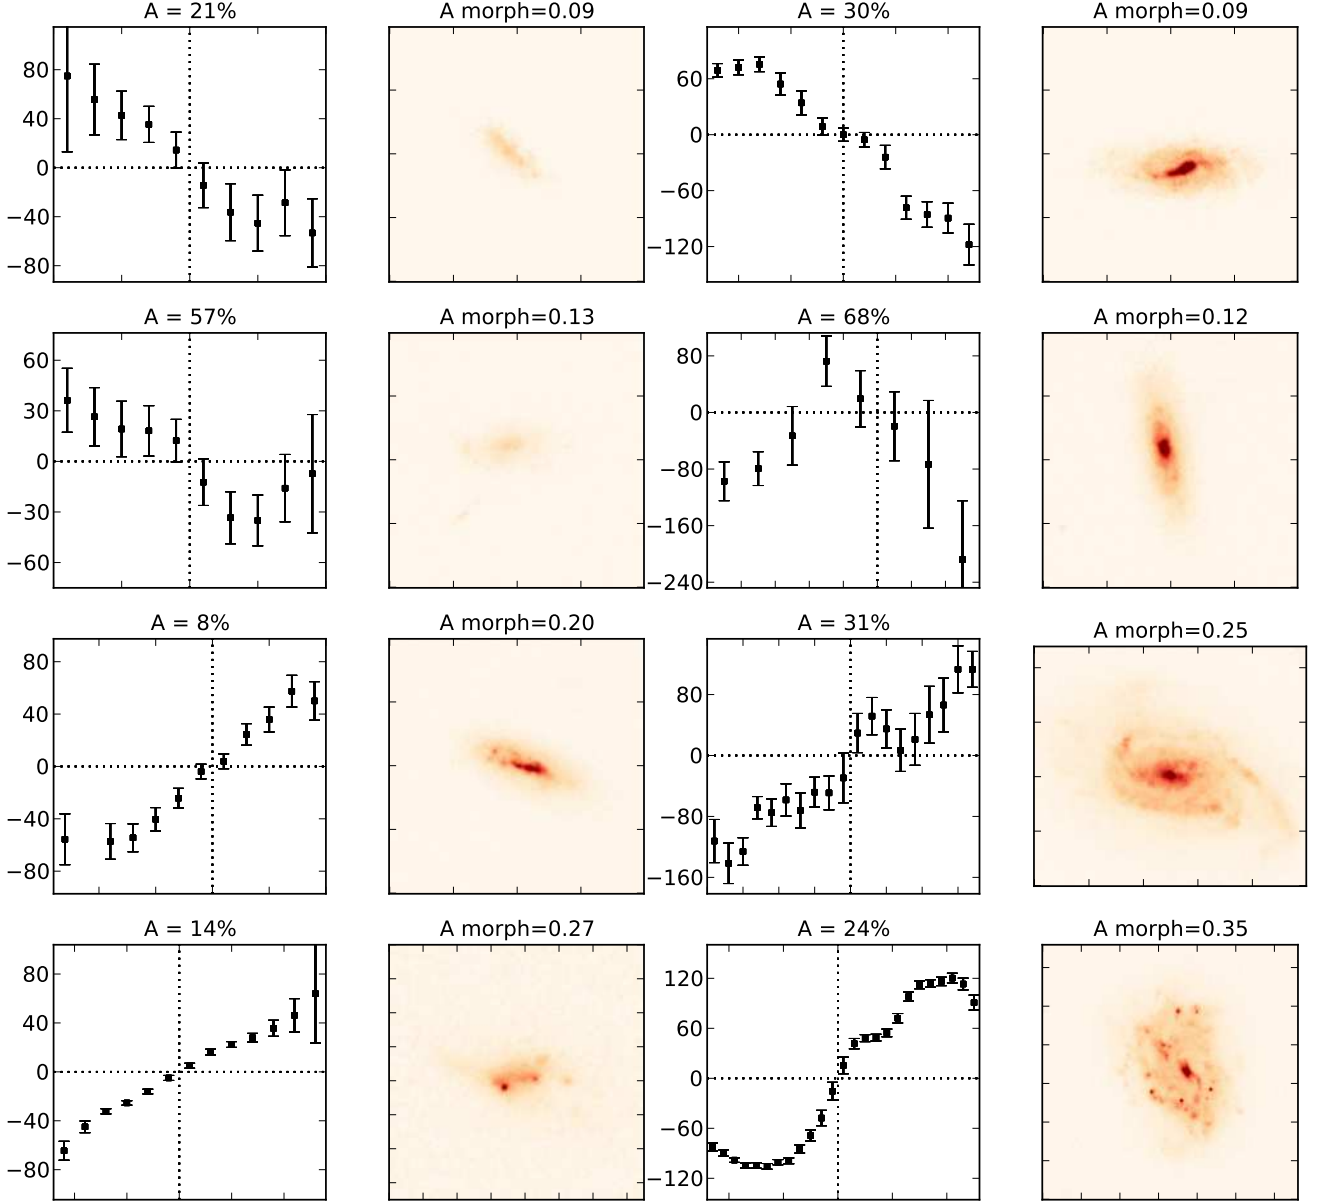 A = 21%
A morph=0.09
A = 30%
A morph=0.09
80
40
0
−40
−80
60
0
−60
−120
A = 57%
A morph=0.13
A = 68%
A morph=0.12
60
30
0
−30
−60
80
0
−80
−160
−240
A = 8%
A morph=0.20
A = 31%
A morph=0.25
80
40
0
−40
−80
80
0
−80
−160
A = 14%
A morph=0.27
A = 24%
A morph=0.35
80
40
0
−40
−80
120
60
0
−60
−120